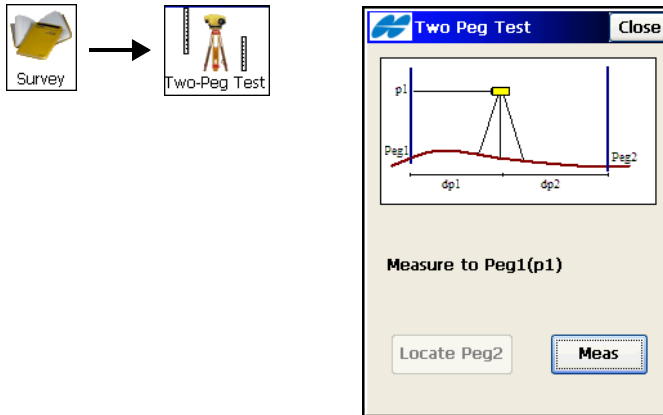 Survey
Two-Peg Test
Two Peg Test
Close
p1
Peg1
Peg2
dp1
dp2
Measure to Peg1(p1)
Locate Peg2
Meas